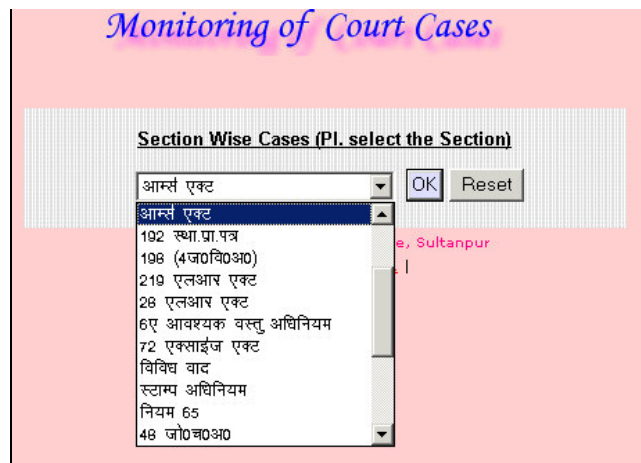 Monitoring of Court Cases
Section Wise Cases (Pl. select the Section)
आर्म्स एक्ट
OK
Reset
आर्म्स एक्ट
192 स्था.प्रा.पत्र
198 (4ज0वि0अ0)
219 एलआर एक्ट
28 एलआर एक्ट
6ए आवश्यक वस्तु अधिनियम
72 एक्साईज एक्ट
विविध वाद
स्टाम्प अधिनियम
नियम 65
48 जो0च0अ0
e, Sultanpur
|